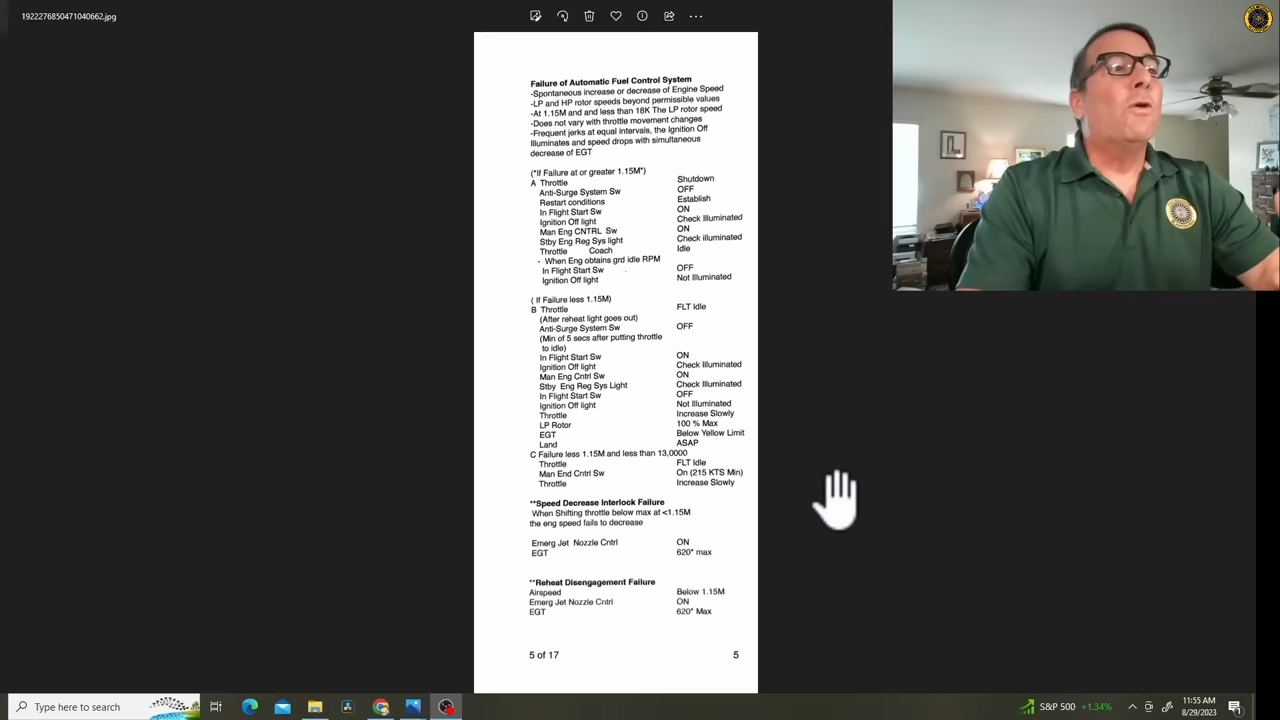 1922276850471040662.jpg
Failure of Automatic Fuel Control System
-Spontaneous increase or decrease of Engine Speed
-LP and HP rotor speeds beyond permissible values
-At 1.15M and and less than 18K The LP rotor speed
-Does not vary with throttle movement changes
-Frequent jerks at equal intervals, the Ignition Off
Illuminates and speed drops with simultaneous
decrease of EGT
(*If Failure at or greater 1.15M*)
A Throttle Shutdown
Anti-Surge System Sw OFF
Restart conditions Establish
In Flight Start Sw ON
Ignition Off light Check Illuminated
Man Eng CNTRL Sw ON
Stby Eng Reg Sys light Check illuminated
Throttle Coach Idle
- When Eng obtains grd idle RPM
In Flight Start Sw OFF
Ignition Off light Not Illuminated
( If Failure less 1.15M)
B Throttle FLT Idle
(After reheat light goes out)
Anti-Surge System Sw OFF
(Min of 5 secs after putting throttle
to idle)
In Flight Start Sw ON
Ignition Off light Check Illuminated
Man Eng Cntrl Sw ON
Stby Eng Reg Sys Light Check Illuminated
In Flight Start Sw OFF
Ignition Off light Not Illuminated
Throttle Increase Slowly
LP Rotor 100 % Max
EGT Below Yellow Limit
Land ASAP
C Failure less 1.15M and less than 13,0000
Throttle FLT Idle
Man End Cntrl Sw On (215 KTS Min)
Throttle Increase Slowly
**Speed Decrease Interlock Failure
When Shifting throttle below max at <1.15M
the eng speed fails to decrease
Emerg Jet Nozzle Cntrl ON
EGT 620° max
**Reheat Disengagement Failure
Airspeed Below 1.15M
Emerg Jet Nozzle Cntrl ON
EGT 620° Max
5 of 17 5
Type here to search
S&P 500 +1.34%
11:55 AM
8/29/2023